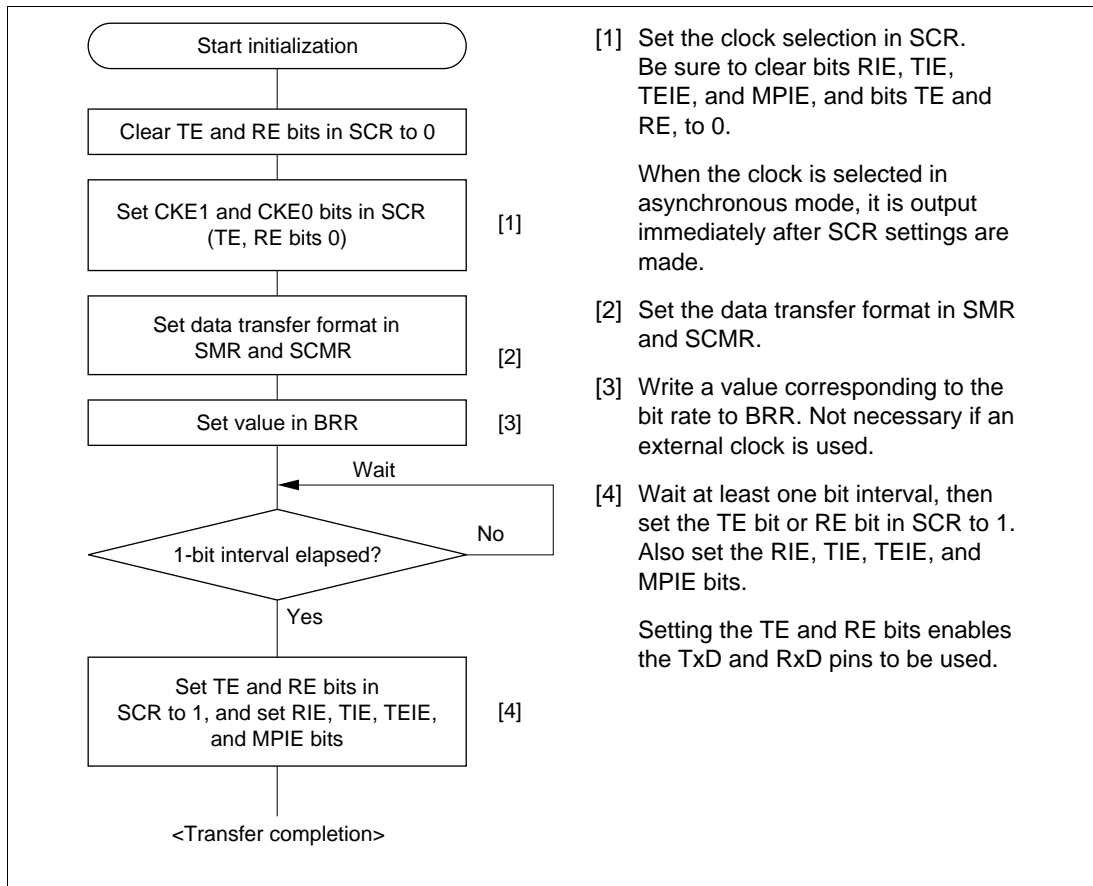 Start initialization
Clear TE and RE bits in SCR to 0
Set CKE1 and CKE0 bits in SCR
(TE, RE bits 0)
[1]
Set data transfer format in
SMR and SCMR
[2]
Set value in BRR
[3]
Wait
No
1-bit interval elapsed?
Yes
Set TE and RE bits in
SCR to 1, and set RIE, TIE, TEIE,
and MPIE bits
[4]
<Transfer completion>
[1] Set the clock selection in SCR.
Be sure to clear bits RIE, TIE,
TEIE, and MPIE, and bits TE and
RE, to 0.
When the clock is selected in
asynchronous mode, it is output
immediately after SCR settings are
made.
[2] Set the data transfer format in SMR
and SCMR.
[3] Write a value corresponding to the
bit rate to BRR. Not necessary if an
external clock is used.
[4] Wait at least one bit interval, then
set the TE bit or RE bit in SCR to 1.
Also set the RIE, TIE, TEIE, and
MPIE bits.
Setting the TE and RE bits enables
the TxD and RxD pins to be used.